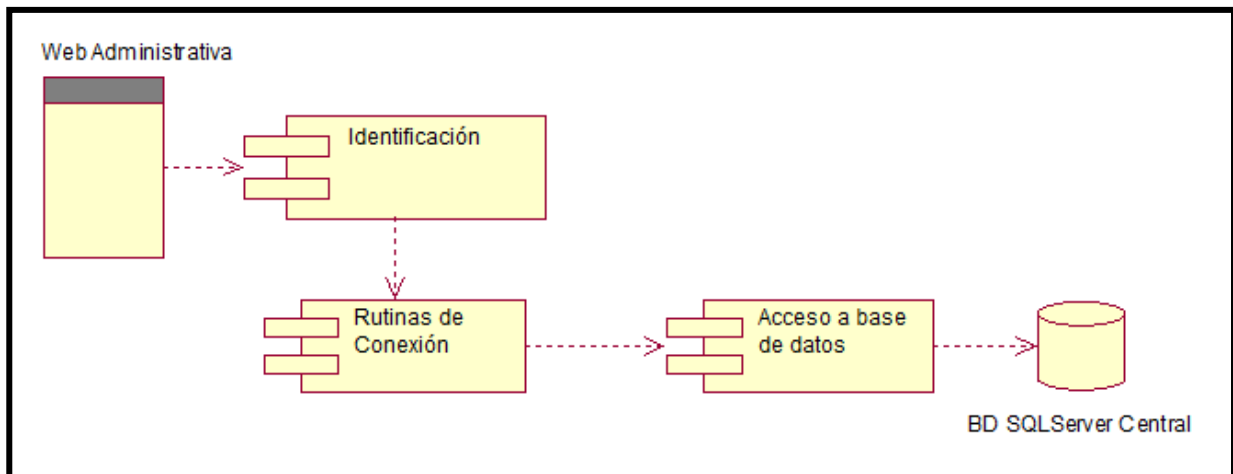 Web Administrativa
Identificación
Rutinas de
Conexión
Acceso a base
de datos
BD SQLServer Central